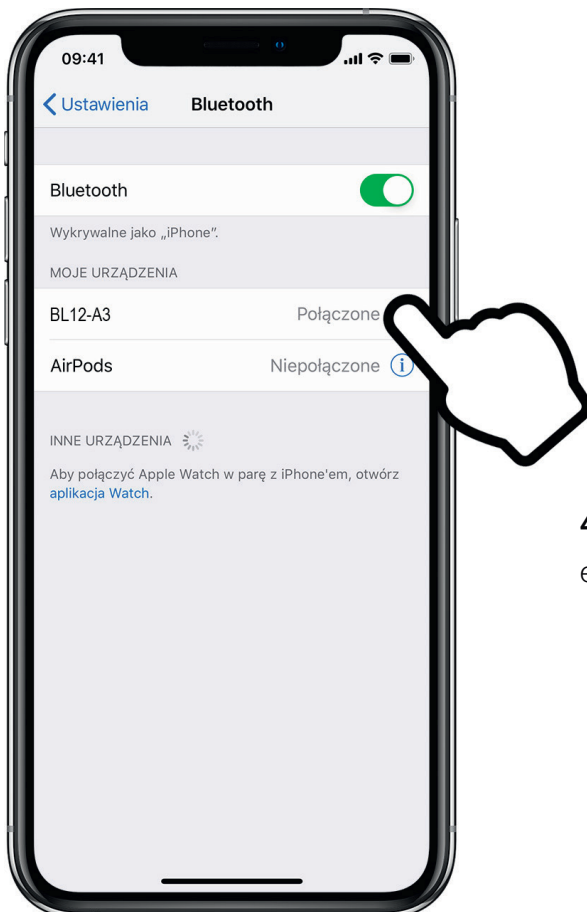 09:41
Ustawienia Bluetooth
Bluetooth
Wykrywalne jako „iPhone”.
MOJE URZĄDZENIA
BL12-A3 Połączone
AirPods Niepołączone i
INNE URZĄDZENIA
Aby połączyć Apple Watch w parę z iPhone'em, otwórz
aplikacja Watch.